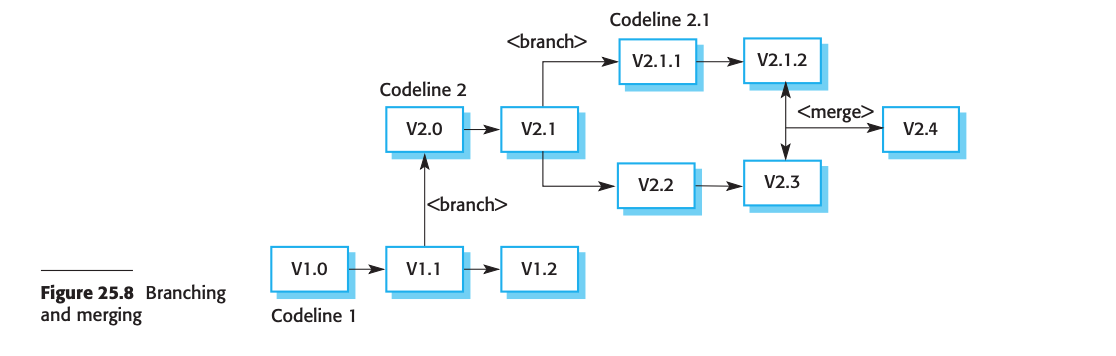 Codeline 2.1
<branch>
V2.1.1
V2.1.2
Codeline 2
<merge>
V2.0
V2.1
V2.4
V2.2
V2.3
<branch>
V1.0
V1.1
V1.2
Figure 25.8 Branching
and merging
Codeline 1